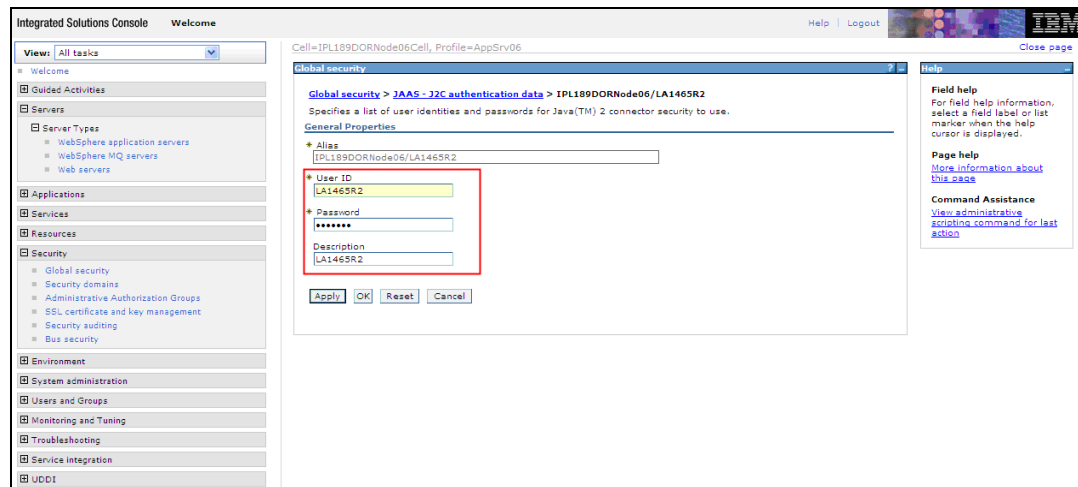 Integrated Solutions Console Welcome
Help | Logout
IBM
View: All tasks
Welcome
Guided Activities
Servers
Server Types
WebSphere application servers
WebSphere MQ servers
Web servers
Applications
Services
Resources
Security
Global security
Security domains
Administrative Authorization Groups
SSL certificate and key management
Security auditing
Bus security
Environment
System administration
Users and Groups
Monitoring and Tuning
Troubleshooting
Service integration
UDDI
Cell=IPL189DORNode06Cell, Profile=AppSrv06
Close page
Global security
? -
Global security > JAAS - J2C authentication data > IPL189DORNode06/LA1465R2
Specifies a list of user identities and passwords for Java(TM) 2 connector security to use.
General Properties
* Alias
IPL189DORNode06/LA1465R2
* User ID
LA1465R2
* Password
•••••••
Description
LA1465R2
Apply OK Reset Cancel
Help
-
Field help
For field help information,
select a field label or list
marker when the help
cursor is displayed.
Page help
More information about
this page
Command Assistance
View administrative
scripting command for last
action